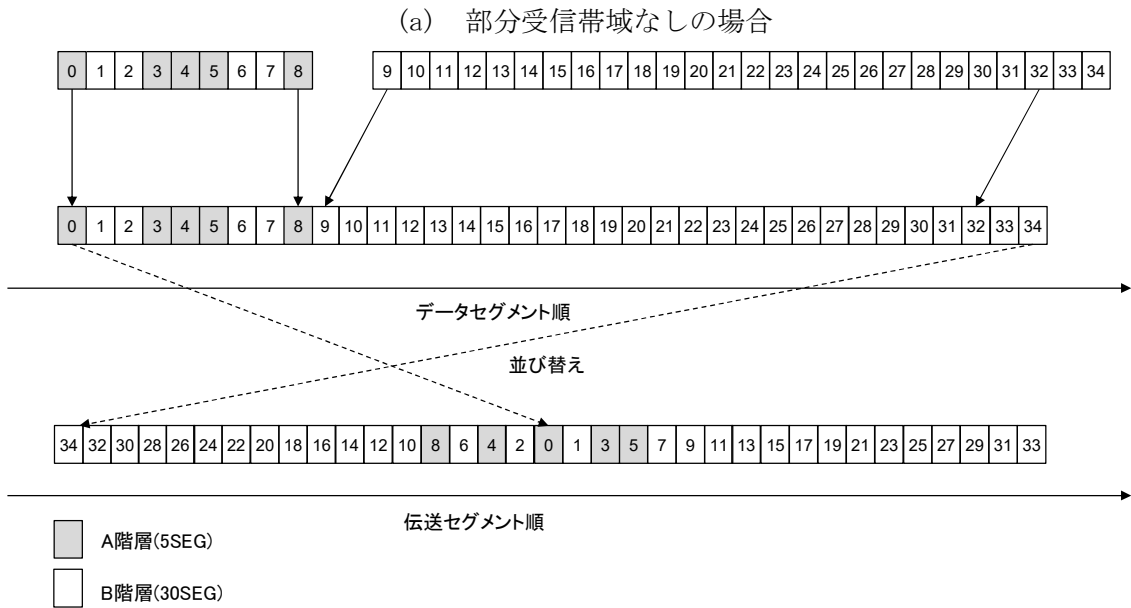 (a) 部分受信帯域なしの場合
0 1 2 3 4 5 6 7 8 9 10 11 12 13 14 15 16 17 18 19 20 21 22 23 24 25 26 27 28 29 30 31 32 33 34
0 1 2 3 4 5 6 7 8 9 10 11 12 13 14 15 16 17 18 19 20 21 22 23 24 25 26 27 28 29 30 31 32 33 34
データセグメント順
並び替え
34 32 30 28 26 24 22 20 18 16 14 12 10 8 6 4 2 0 1 3 5 7 9 11 13 15 17 19 21 23 25 27 29 31 33
伝送セグメント順
A階層(5SEG)
B階層(30SEG)